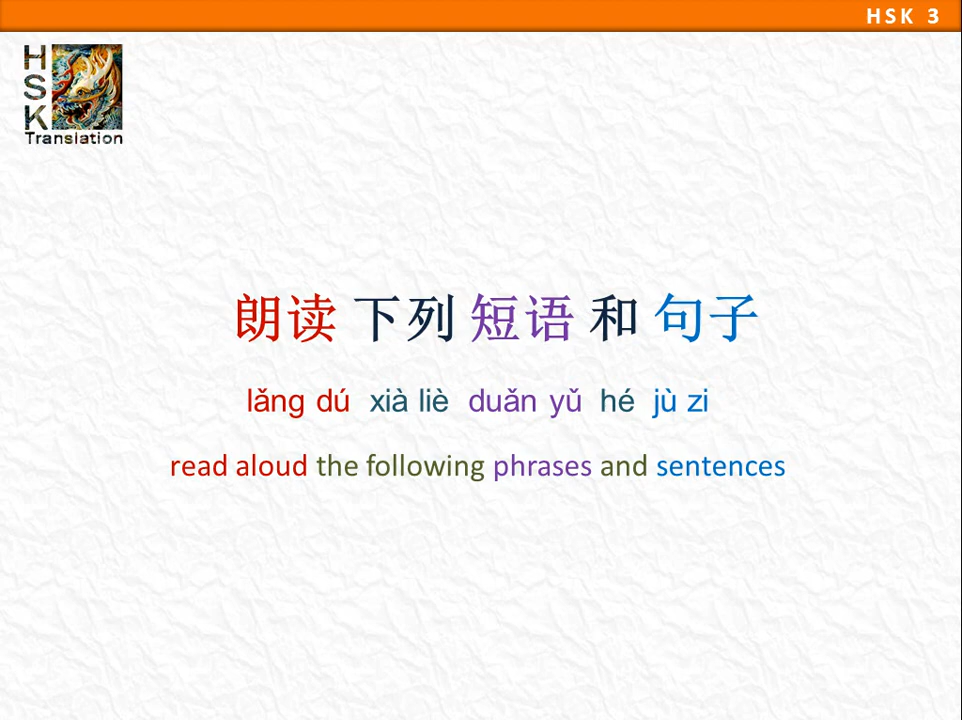 HSK 3
H
S
K
Translation
朗读 下列 短语 和 句子
lǎng dú xià liè duǎn yǔ hé jù zi
read aloud the following phrases and sentences